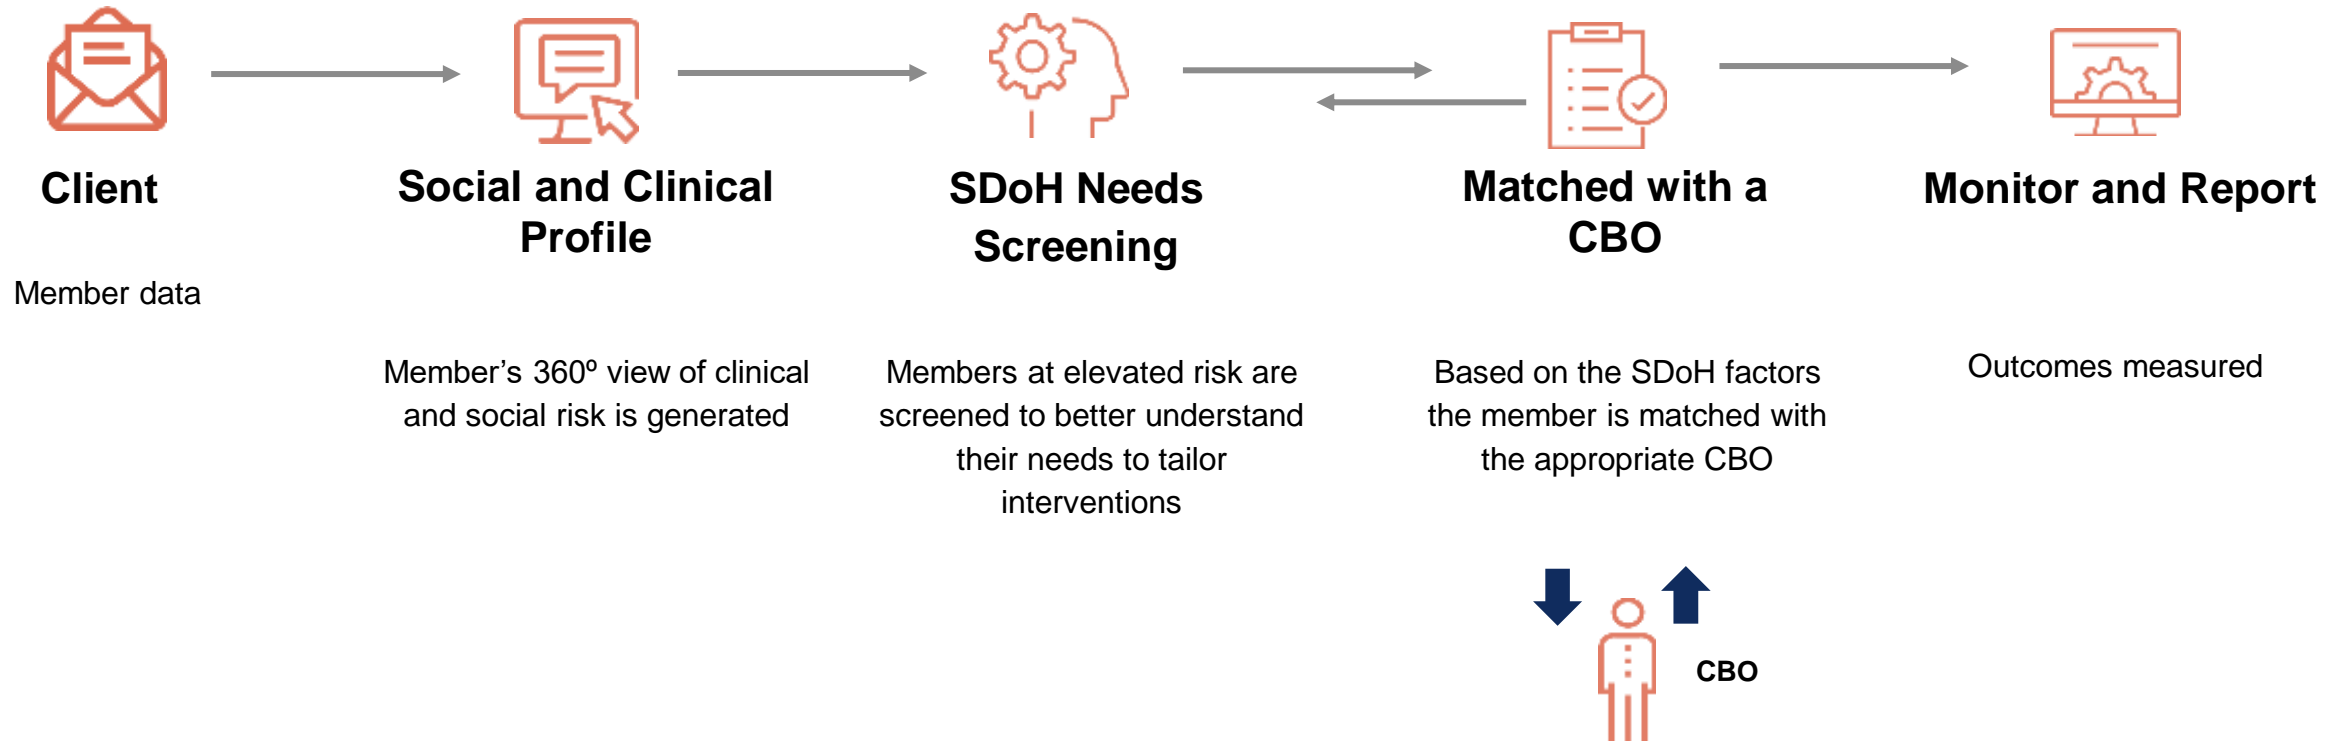 Client
Member data
Social and Clinical
Profile
Member's 360º view of clinical
and social risk is generated
SDoH Needs
Screening
Members at elevated risk are
screened to better understand
their needs to tailor
interventions
Matched with a
CBO
Based on the SDoH factors
the member is matched with
the appropriate CBO
CBO
Monitor and Report
Outcomes measured